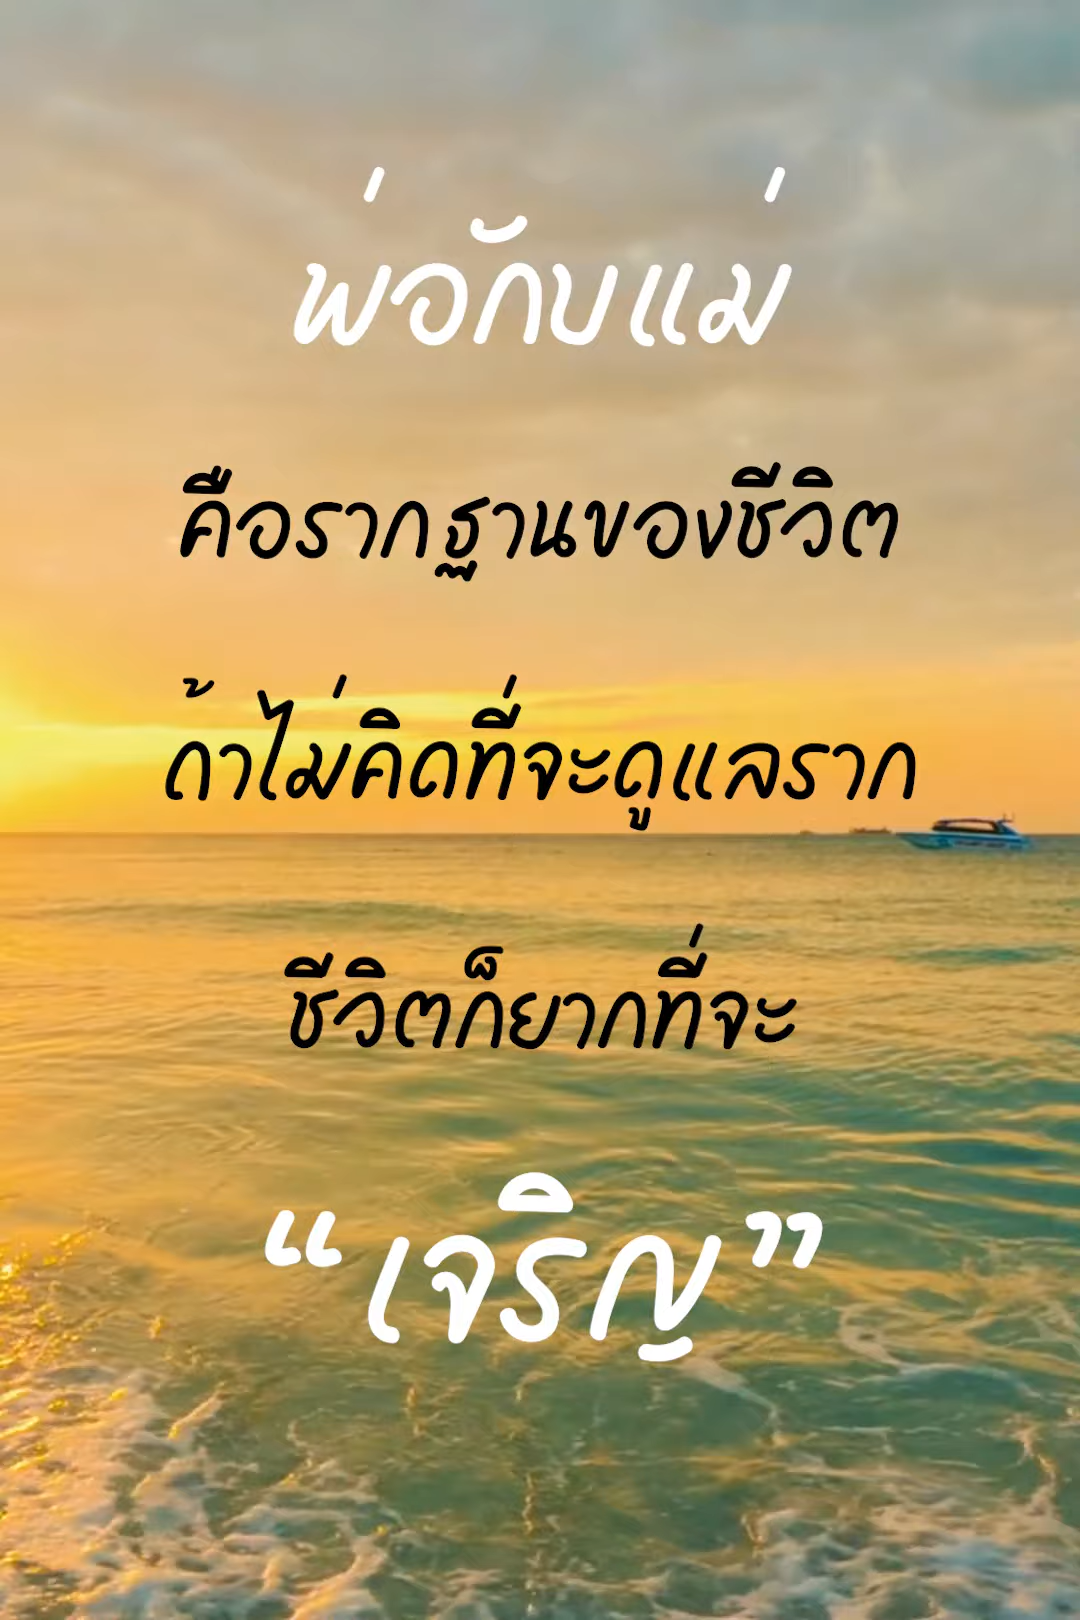 พ่อกับแม่
คือรากฐานของชีวิต
ถ้าไม่คิดที่จะดูแลราก
ชีวิตก็ยากที่จะ
“เจริญ”